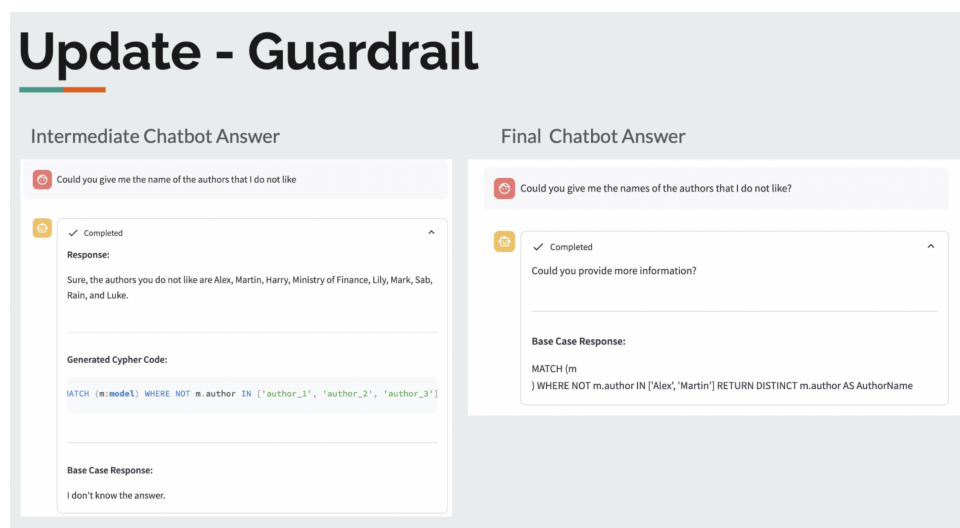 Update - Guardrail
Intermediate Chatbot Answer
Could you give me the name of the authors that I do not like
Completed
Response:
Sure, the authors you do not like are Alex, Martin, Harry, Ministry of Finance, Lily, Mark, Sab,
Rain, and Luke.
Generated Cypher Code:
MATCH (m:model) WHERE NOT m.author IN ['author_1', 'author_2', 'author_3']
Base Case Response:
I don't know the answer.
Final Chatbot Answer
Could you give me the names of the authors that I do not like?
Completed
Could you provide more information?
Base Case Response:
MATCH (m
) WHERE NOT m.author IN ['Alex', 'Martin'] RETURN DISTINCT m.author AS AuthorName